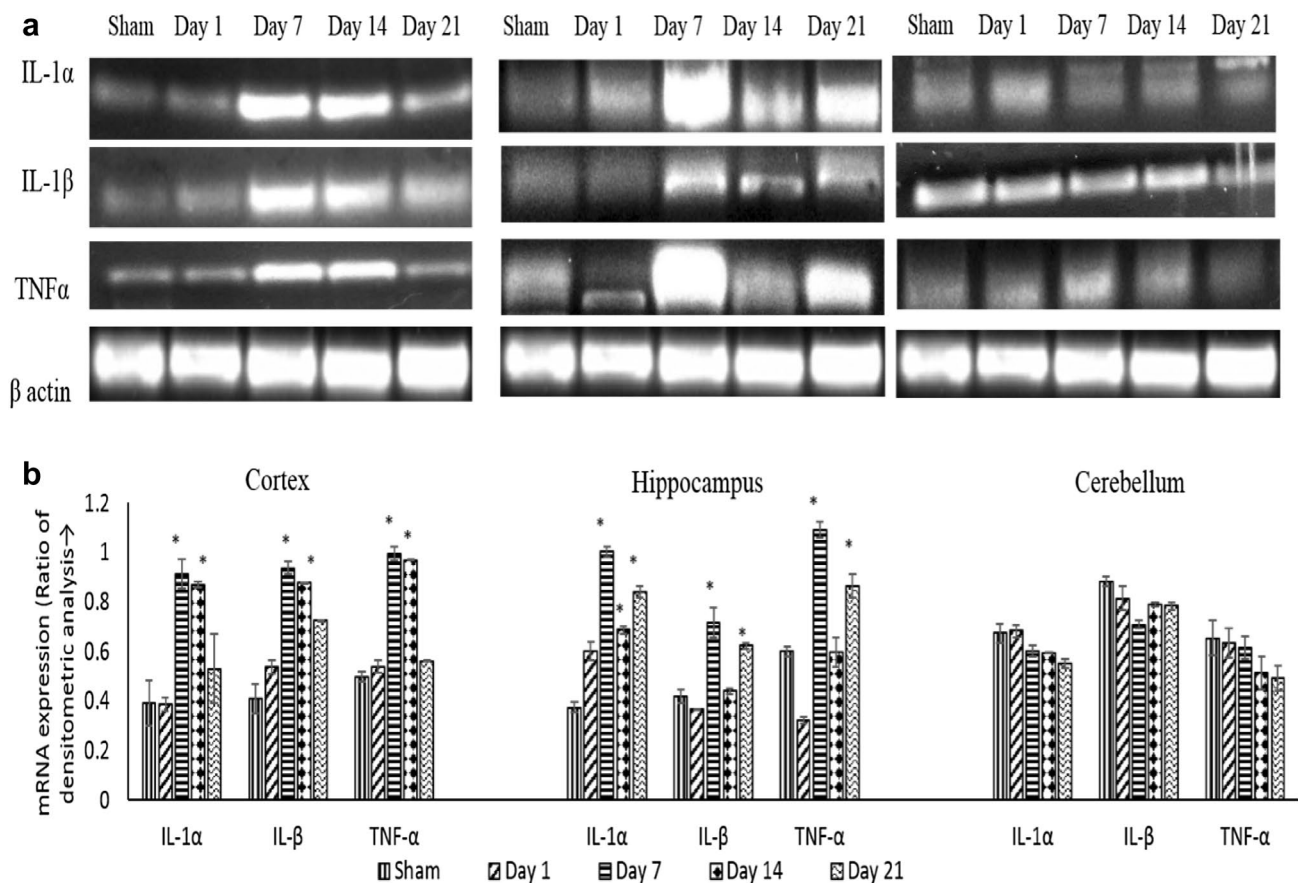 a
Sham Day 1 Day 7 Day 14 Day 21
Sham Day 1 Day 7 Day 14 Day 21
Sham Day 1 Day 7 Day 14 Day 21
IL-1α
IL-1β
TNFα
β actin
b
Cortex
Hippocampus
Cerebellum
mRNA expression (Ratio of
densitometric analysis→
1.2
1
0.8
0.6
0.4
0.2
0
* * * * * *
* * * * * * *
IL-1α IL-β TNF-α
IL-1α IL-β TNF-α
IL-1α IL-β TNF-α
Sham Day 1 Day 7 Day 14 Day 21